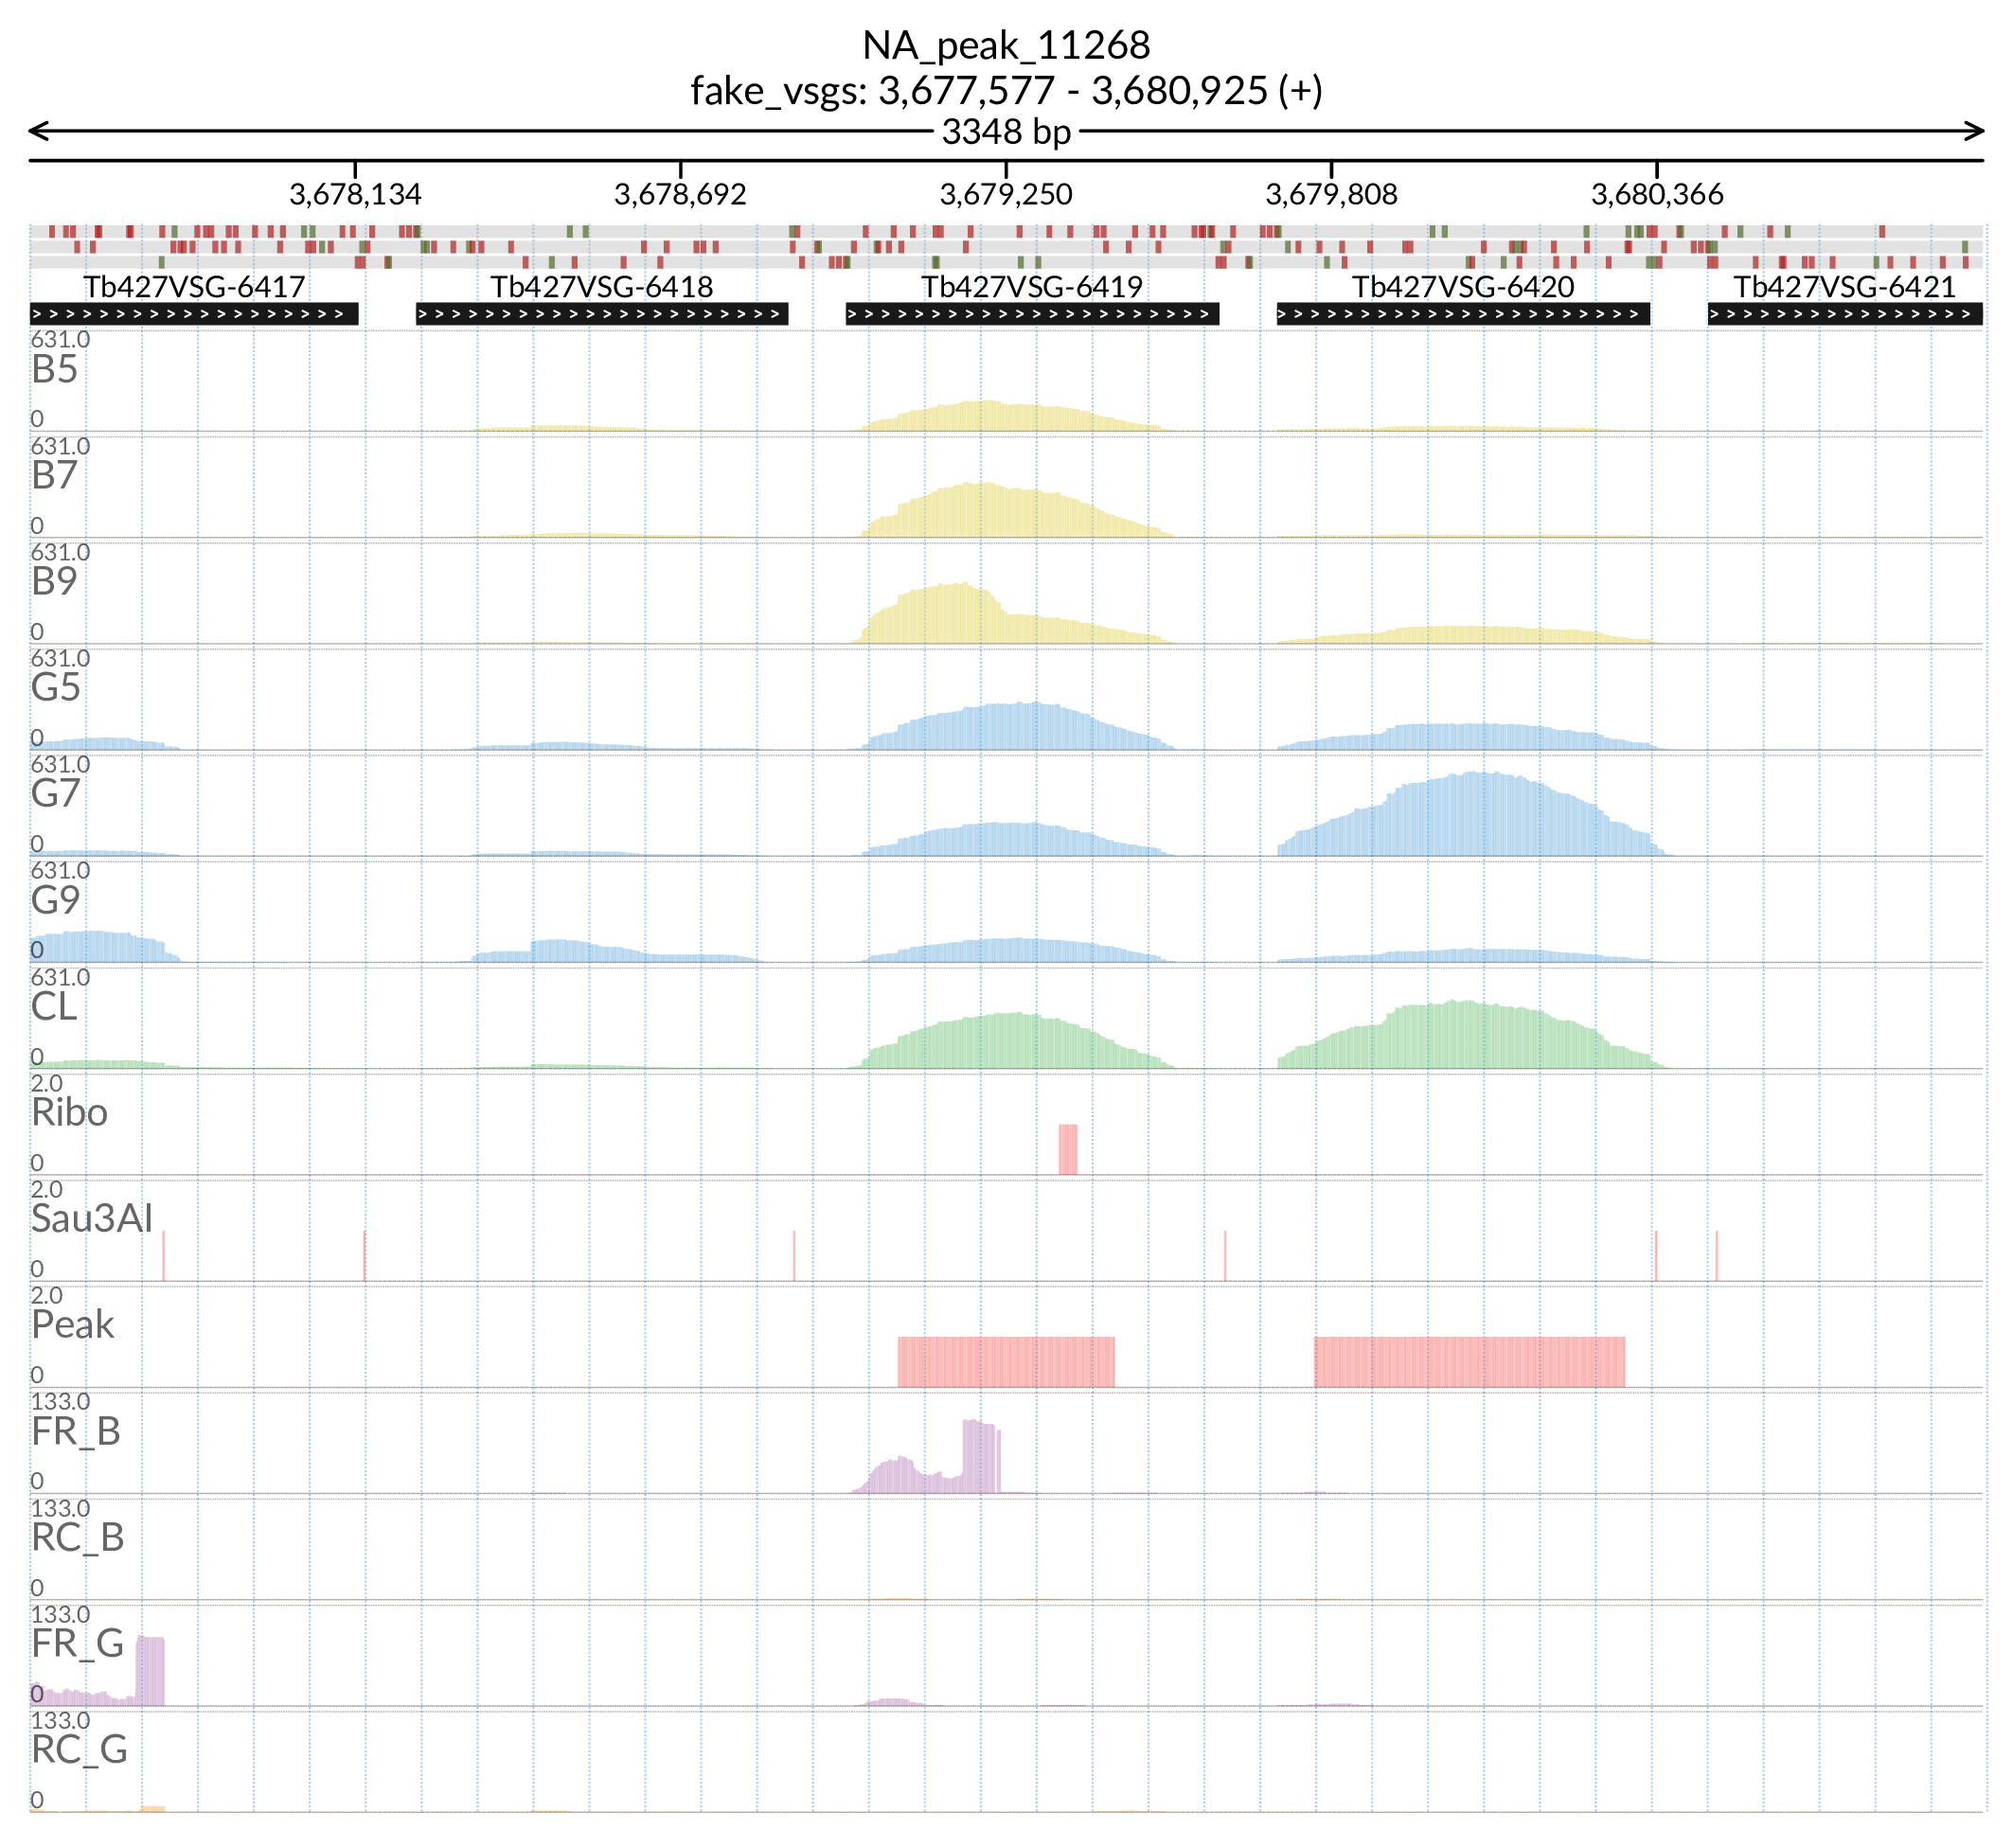 NA_peak_11268
fake_vsgs: 3,677,577 - 3,680,925 (+)
3348 bp
3,678,134 3,678,692 3,679,250 3,679,808 3,680,366
Tb427VSG-6417 Tb427VSG-6418 Tb427VSG-6419 Tb427VSG-6420 Tb427VSG-6421
631.0
B5
0
631.0
B7
0
631.0
B9
0
631.0
G5
0
631.0
G7
0
631.0
G9
0
631.0
CL
0
2.0
Ribo
0
2.0
Sau3AI
0
2.0
Peak
0
133.0
FR_B
0
133.0
RC_B
0
133.0
FR_G
0
133.0
RC_G
0